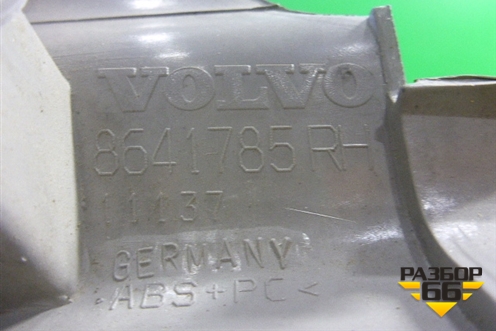 VOLVO
8641785 RH
11137
GERMANY
>ABS+PC<
РАЗБОР
66